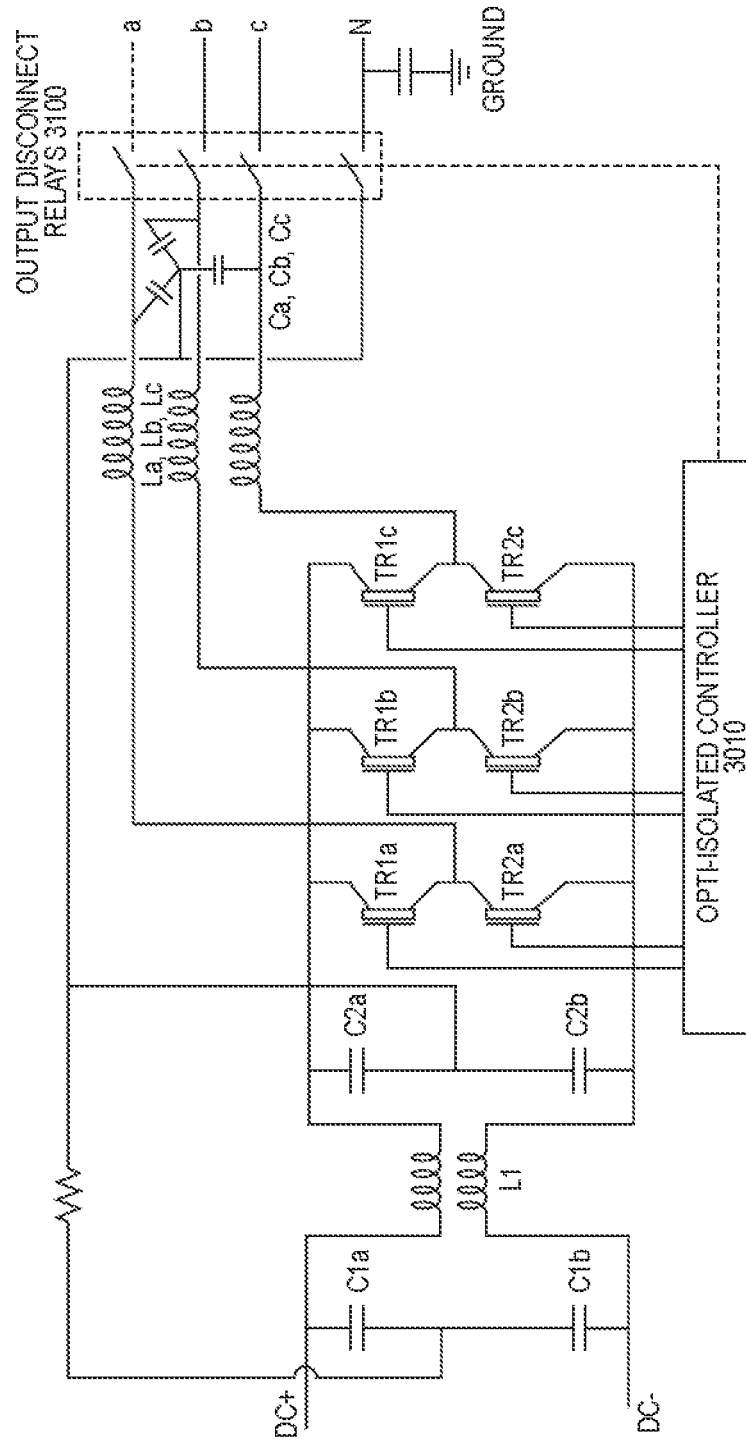 OUTPUT DISCONNECT
RELAYS 3100
a
b
c
N
GROUND
La, Lb, Lc
Ca, Cb, Cc
TR1a
TR1b
TR1c
TR2a
TR2b
TR2c
C2a
C2b
L1
C1a
C1b
DC+
DC-
OPTI-ISOLATED CONTROLLER
3010